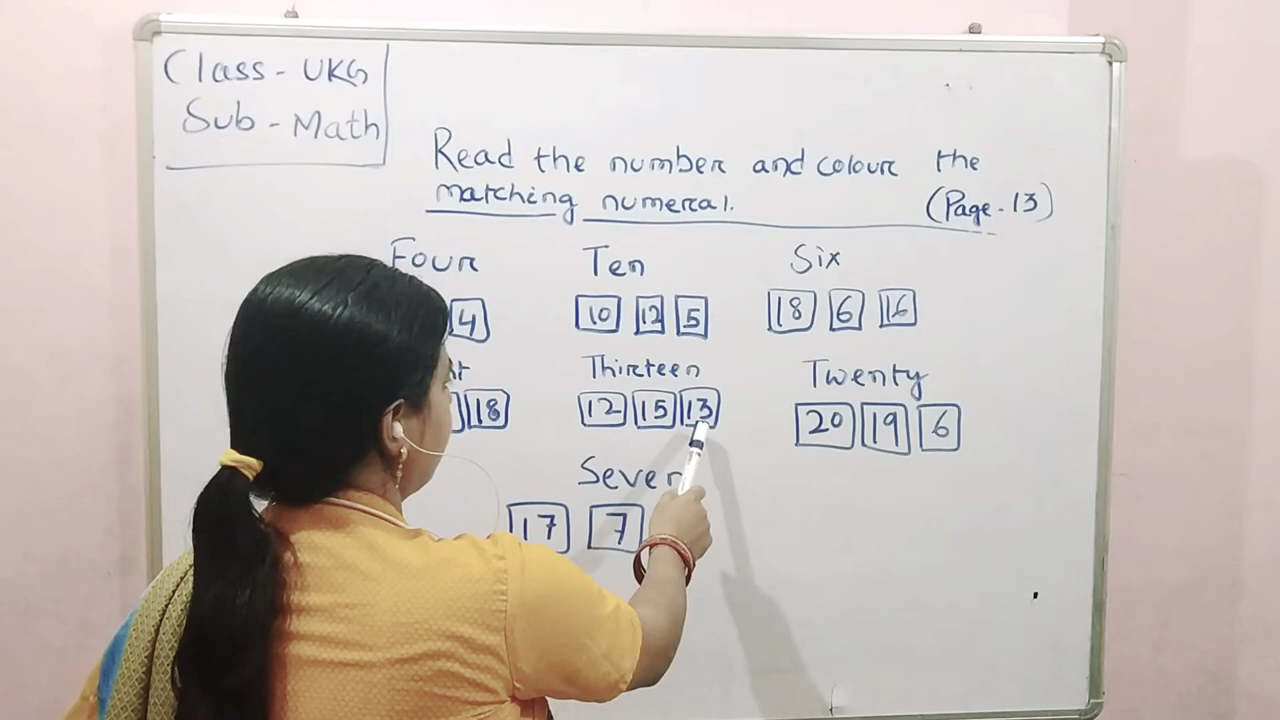 Class - UKG
Sub - Math
Read the number and colour the
matching numeral.
(Page - 13)
Four Ten Six
4 10 12 5 18 6 16
Thirteen Twenty
18 12 15 13 20 19 6
Seven
17 7